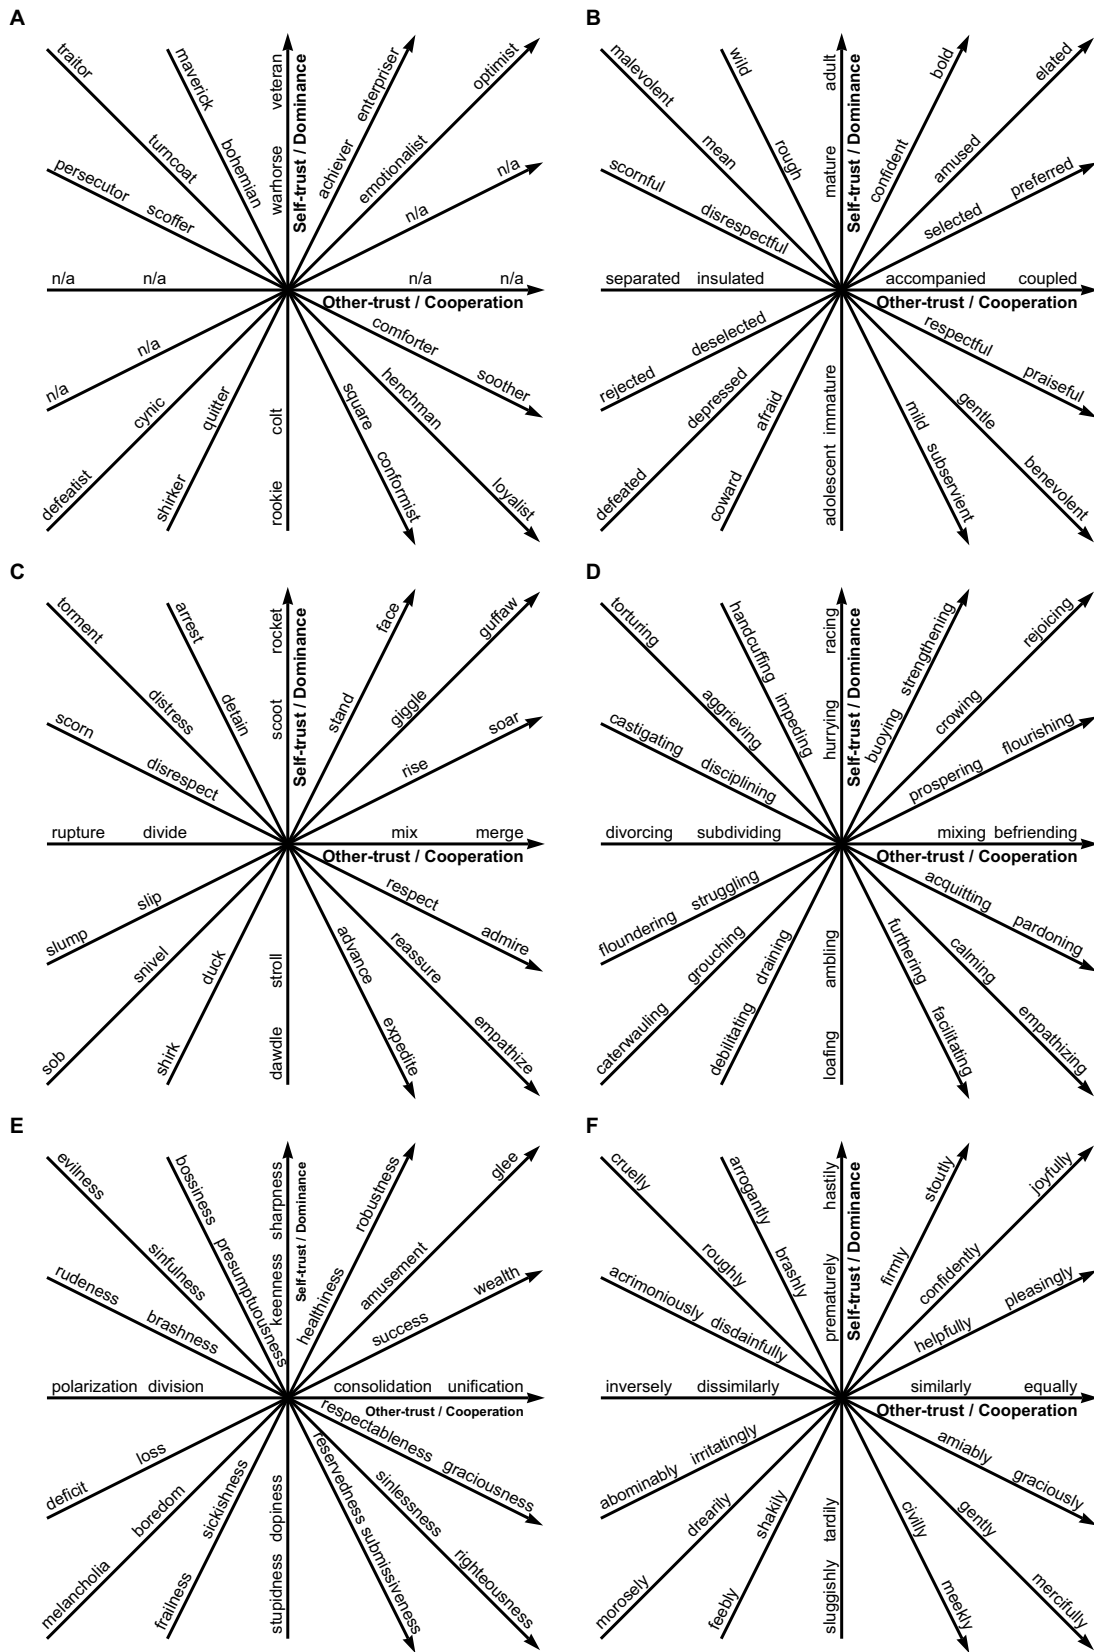 A
traitor
maverick
veteran
enterpriser
optimist
turncoat
bohemian
warhorse
Self-trust / Dominance
achiever
emotionalist
n/a
persecutor
scoffer
n/a
n/a
n/a
n/a
n/a
Other-trust / Cooperation
n/a
n/a
comforter
soother
cynic
defeatist
quitter
shirker
colt
rookie
square
conformist
henchman
loyalist
B
malevolent
wild
adult
bold
elated
mean
rough
mature
Self-trust / Dominance
confident
amused
preferred
selected
scornful
disrespectful
separated
insulated
accompanied
coupled
Other-trust / Cooperation
deselected
rejected
respectful
praiseful
depressed
defeated
afraid
coward
immature
adolescent
mild
subservient
gentle
benevolent
C
torment
arrest
rocket
face
guffaw
distress
detain
scoot
Self-trust / Dominance
stand
giggle
soar
rise
scorn
disrespect
rupture
divide
mix
merge
Other-trust / Cooperation
slip
slump
respect
admire
snivel
sob
duck
shirk
stroll
dawdle
advance
expedite
reassure
empathize
D
torturing
handcuffing
racing
strengthening
rejoicing
aggrieving
impeding
hurrying
Self-trust / Dominance
buoying
crowing
flourishing
prospering
castigating
disciplining
divorcing
subdividing
mixing
befriending
Other-trust / Cooperation
struggling
floundering
acquitting
pardoning
grouching
caterwauling
draining
debilitating
ambling
loafing
furthering
facilitating
calming
empathizing
E
evilness
bossiness
sharpness
robustness
glee
sinfulness
presumptuousness
keenness
Self-trust / Dominance
healthiness
amusement
wealth
success
rudeness
brashness
polarization
division
consolidation
unification
Other-trust / Cooperation
loss
deficit
respectableness
graciousness
boredom
melancholia
sickishness
frailness
dopiness
stupidness
reservedness
submissiveness
sinlessness
righteousness
F
cruelly
arrogantly
hastily
stoutly
joyfully
roughly
brashly
prematurely
Self-trust / Dominance
firmly
confidently
pleasingly
helpfully
acrimoniously
disdainfully
inversely
dissimilarly
similarly
equally
Other-trust / Cooperation
irritatingly
abominably
amiably
graciously
drearily
morosely
shakily
feebly
tardily
sluggishly
civilly
meekly
gently
mercifully